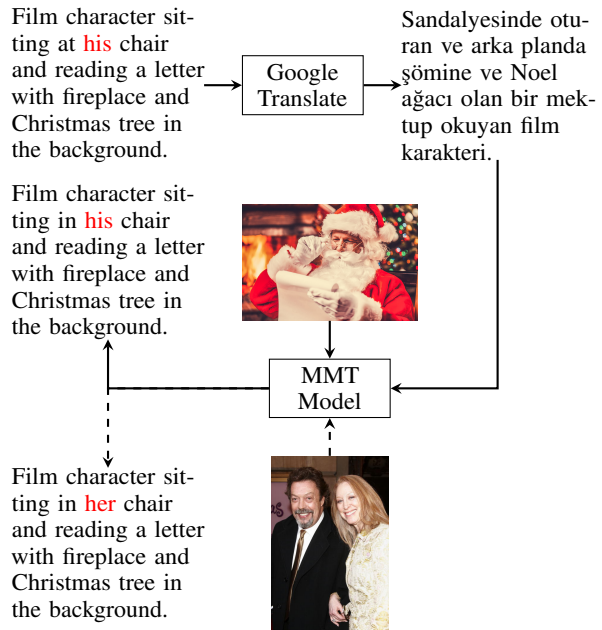 Film character sit-
ting at his chair
and reading a letter
with fireplace and
Christmas tree in
the background.
Google
Translate
Sandalyesinde otu-
ran ve arka planda
şömine ve Noel
ağacı olan bir mek-
tup okuyan film
karakteri.
Film character sit-
ting in his chair
and reading a letter
with fireplace and
Christmas tree in
the background.
MMT
Model
Film character sit-
ting in her chair
and reading a letter
with fireplace and
Christmas tree in
the background.